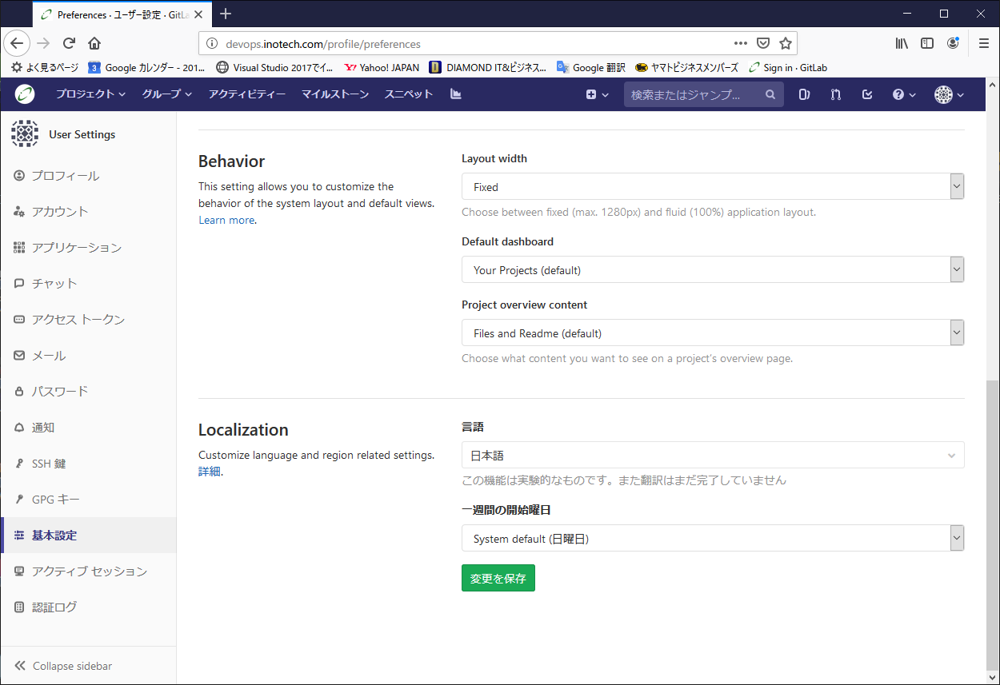 Preferences · ユーザー設定 · GitLa
devops.inotech.com/profile/preferences
よく見るページ
3 Google カレンダー - 201…
Visual Studio 2017でイ…
Y! Yahoo! JAPAN
DIAMOND IT&ビジネス…
Google 翻訳
ヤマトビジネスメンバーズ
Sign in · GitLab
プロジェクト グループ アクティビティー マイルストーン スニペット
検索またはジャンプ...
User Settings
プロフィール
アカウント
アプリケーション
チャット
アクセス トークン
メール
パスワード
通知
SSH 鍵
GPG キー
基本設定
アクティブ セッション
認証ログ
Collapse sidebar
Behavior
This setting allows you to customize the
behavior of the system layout and default views.
Learn more.
Layout width
Fixed
Choose between fixed (max. 1280px) and fluid (100%) application layout.
Default dashboard
Your Projects (default)
Project overview content
Files and Readme (default)
Choose what content you want to see on a project's overview page.
Localization
Customize language and region related settings.
詳細.
言語
日本語
この機能は実験的なものです。また翻訳はまだ完了していません
一週間の開始曜日
System default (日曜日)
変更を保存